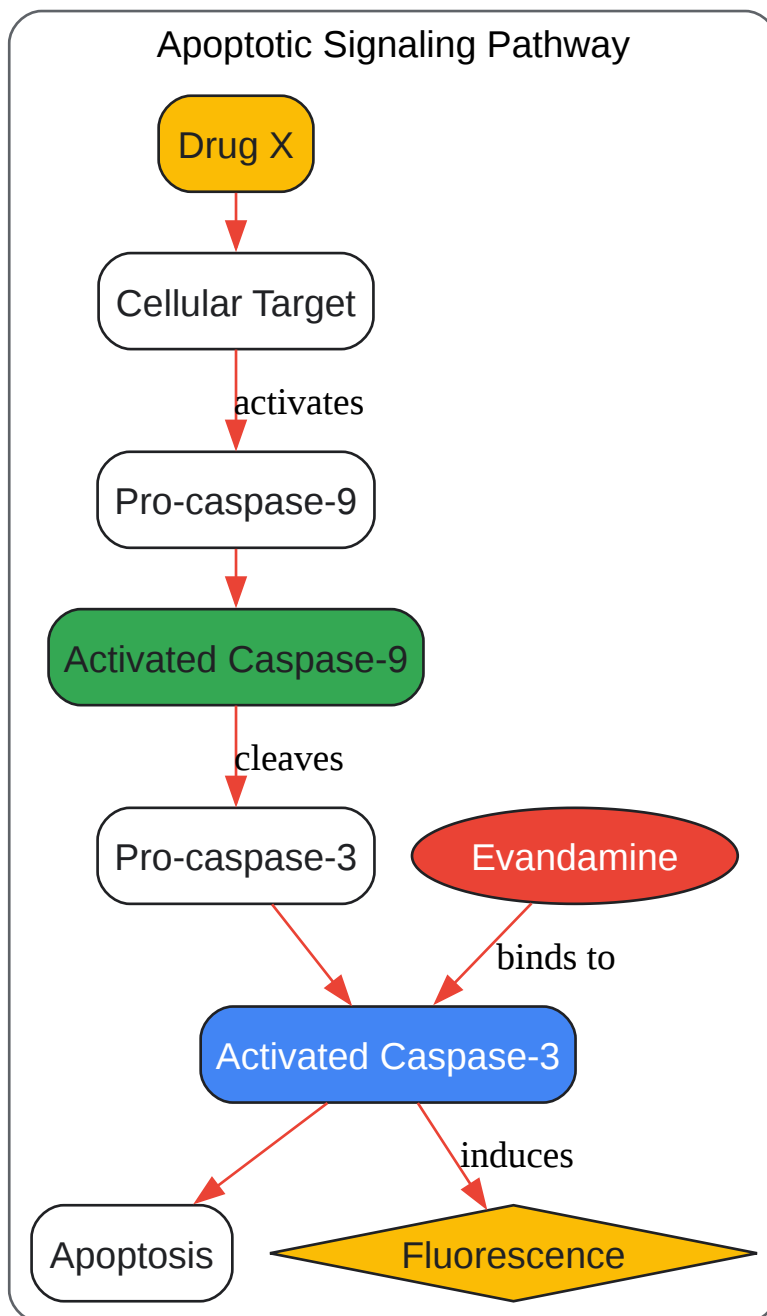 Apoptotic Signaling Pathway
Drug X
Cellular Target
activates
Pro-caspase-9
Activated Caspase-9
cleaves
Pro-caspase-3
Evandamine
binds to
Activated Caspase-3
induces
Apoptosis
Fluorescence